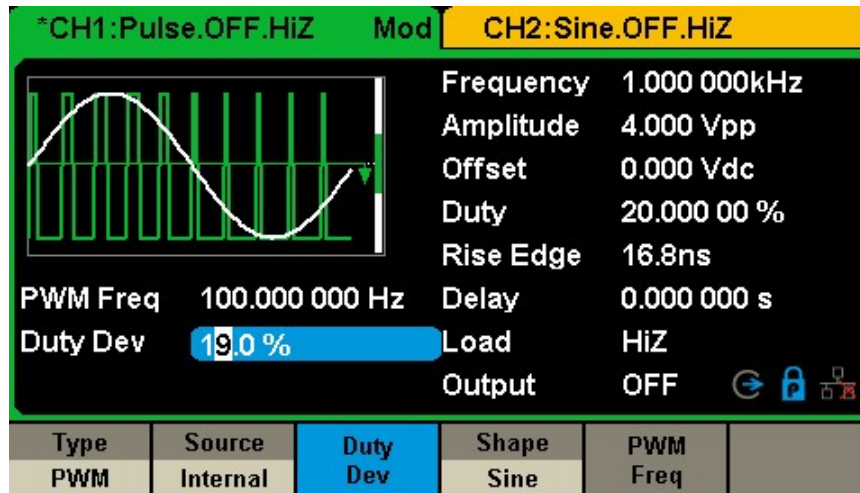 *CH1:Pulse.OFF.HiZ Mod CH2:Sine.OFF.HiZ
Frequency 1.000 000kHz
Amplitude 4.000 Vpp
Offset 0.000 Vdc
Duty 20.000 00 %
Rise Edge 16.8ns
PWM Freq 100.000 000 Hz Delay 0.000 000 s
Duty Dev 19.0 % Load HiZ
Output OFF P
Type Source Duty Dev Shape PWM Freq
PWM Internal Sine